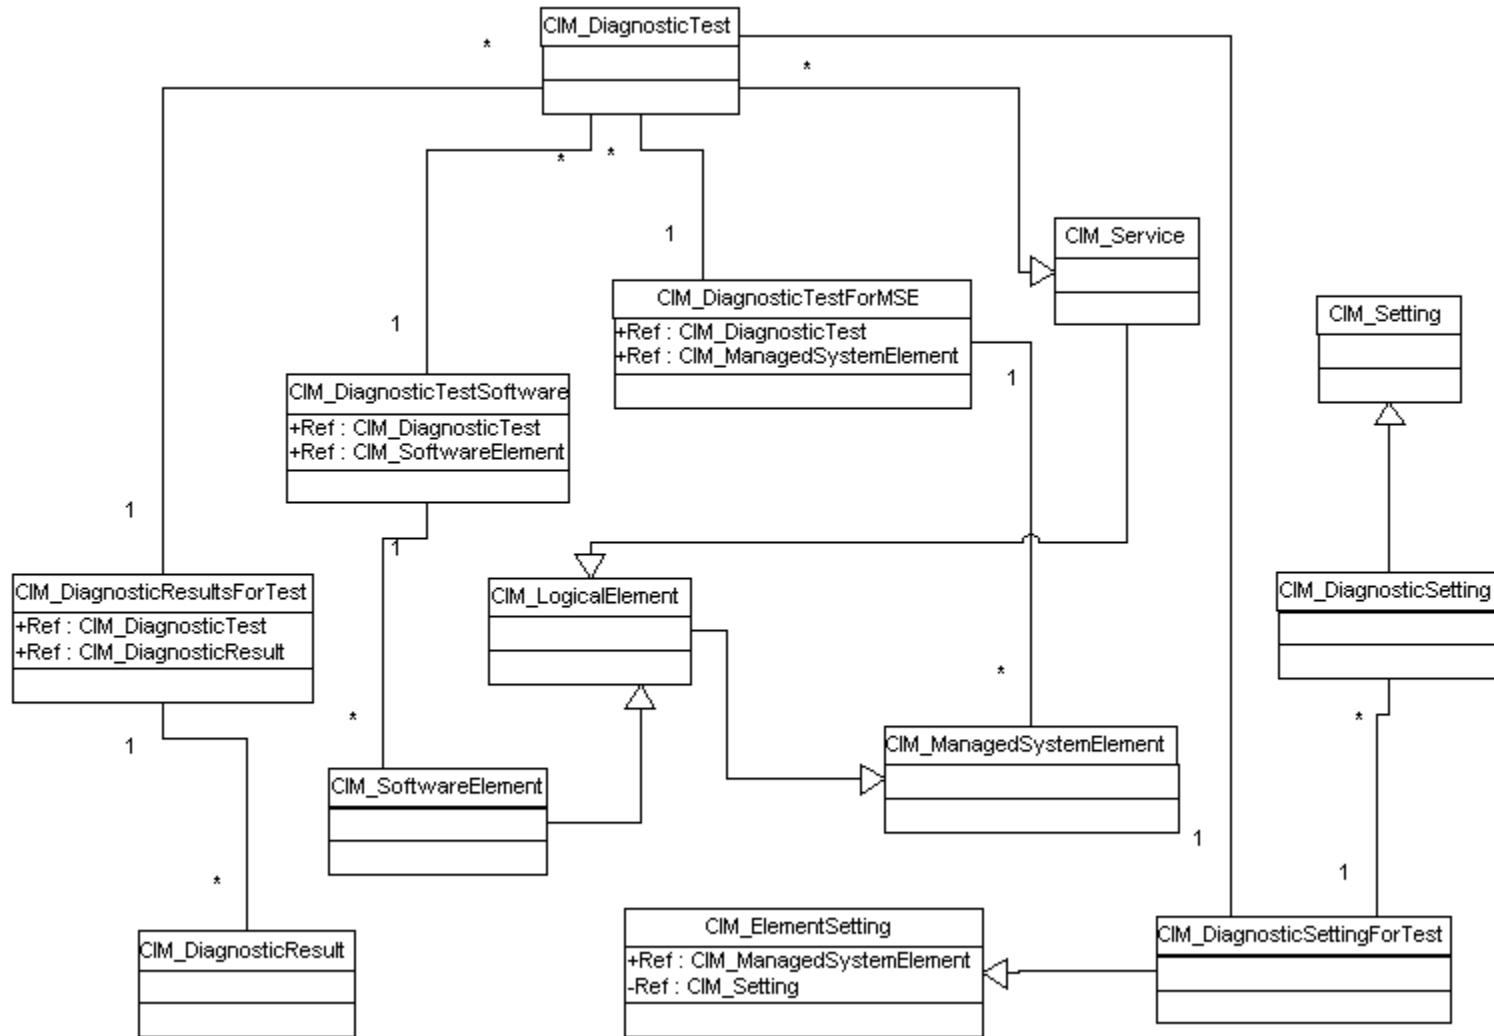 CIM_DiagnosticTest
*
*
*
*
CIM_Service
1
CIM_DiagnosticTestForMSE
+Ref : CIM_DiagnosticTest
+Ref : CIM_ManagedSystemElement
CIM_Setting
1
1
CIM_DiagnosticTestSoftware
+Ref : CIM_DiagnosticTest
+Ref : CIM_SoftwareElement
1
1
CIM_DiagnosticResultsForTest
+Ref : CIM_DiagnosticTest
+Ref : CIM_DiagnosticResult
CIM_LogicalElement
CIM_DiagnosticSetting
*
*
*
1
CIM_ManagedSystemElement
CIM_SoftwareElement
1
1
*
CIM_DiagnosticResult
CIM_ElementSetting
+Ref : CIM_ManagedSystemElement
-Ref : CIM_Setting
CIM_DiagnosticSettingForTest